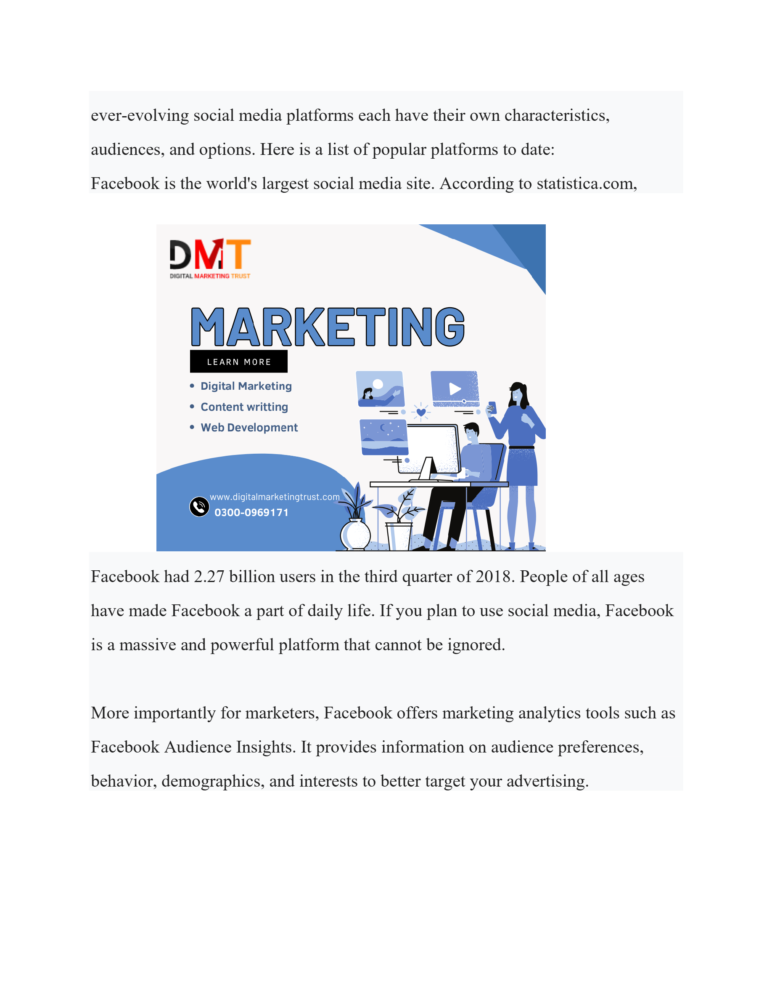 ever-evolving social media platforms each have their own characteristics,
audiences, and options. Here is a list of popular platforms to date:
Facebook is the world's largest social media site. According to statistica.com,
DMT
DIGITAL MARKETING TRUST
MARKETING
LEARN MORE
• Digital Marketing
• Content writting
• Web Development
www.digitalmarketingtrust.com
0300-0969171
Facebook had 2.27 billion users in the third quarter of 2018. People of all ages
have made Facebook a part of daily life. If you plan to use social media, Facebook
is a massive and powerful platform that cannot be ignored.
More importantly for marketers, Facebook offers marketing analytics tools such as
Facebook Audience Insights. It provides information on audience preferences,
behavior, demographics, and interests to better target your advertising.